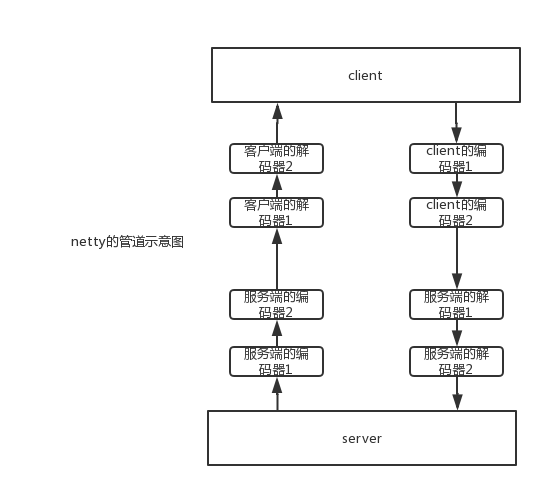 client
客户端的解
码器2
client的编
码器1
客户端的解
码器1
client的编
码器2
netty的管道示意图
服务端的编
码器2
服务端的解
码器1
服务端的编
码器1
服务端的解
码器2
server